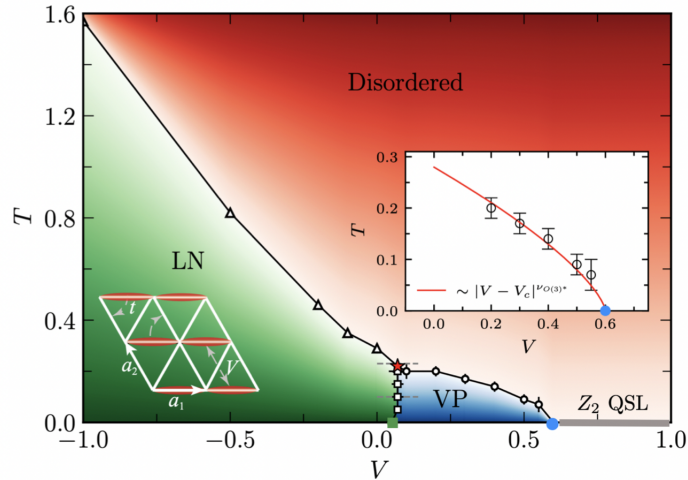 1.6
1.2
0.8
0.4
0.0
T
Disordered
LN
t
a₂
a₁
V
0.3
0.2
0.1
0.0
T
∼ |V − V_c|^{ν_{O(3)*}}
0.0 0.2 0.4 0.6
V
VP
Z₂ QSL
−1.0 −0.5 0.0 0.5 1.0
V